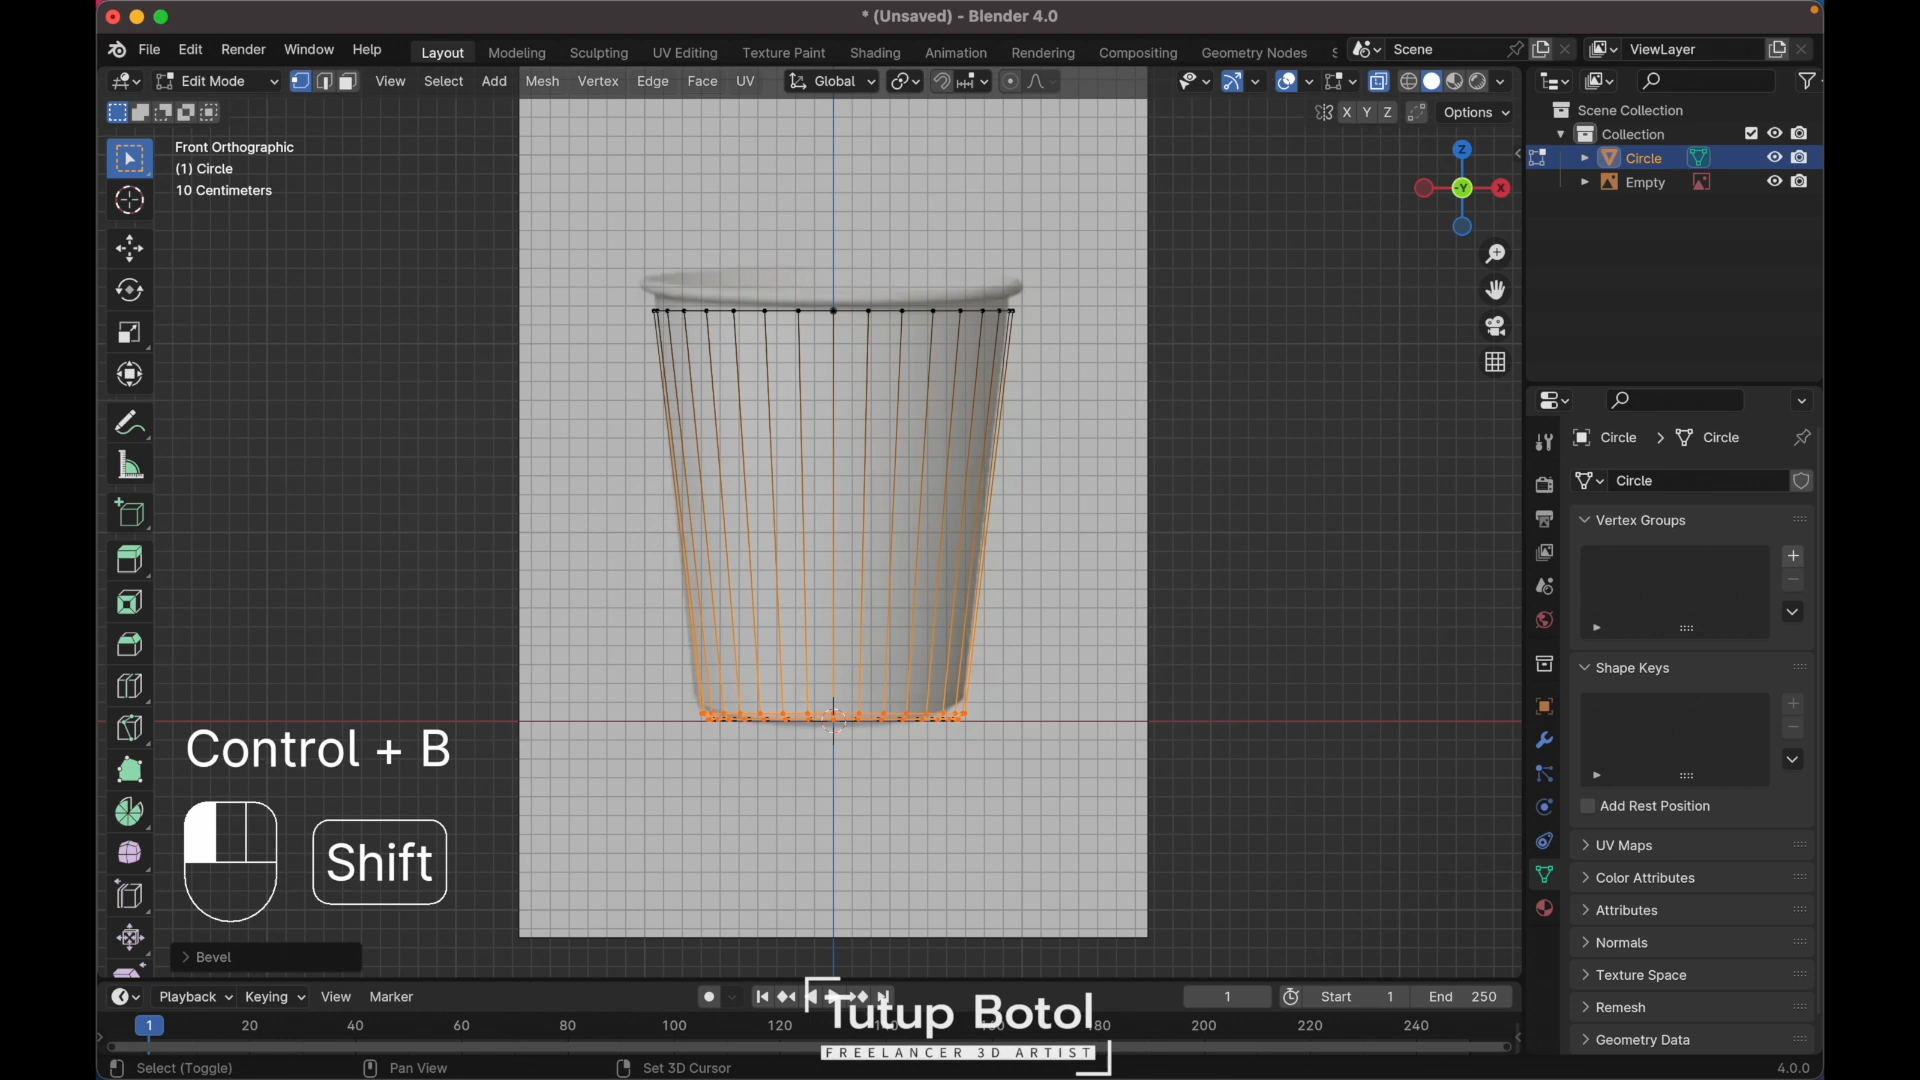 * (Unsaved) - Blender 4.0
File Edit Render Window Help Layout Modeling Sculpting UV Editing Texture Paint Shading Animation Rendering Compositing Geometry Nodes S Scene ViewLayer
Edit Mode View Select Add Mesh Vertex Edge Face UV Global
X Y Z Options
Scene Collection
Collection
Circle
Empty
Front Orthographic
(1) Circle
10 Centimeters
Z
-Y X
Circle > Circle
Circle
Vertex Groups
Shape Keys
Add Rest Position
UV Maps
Color Attributes
Attributes
Normals
Texture Space
Remesh
Geometry Data
Control + B
Shift
Bevel
Playback Keying View Marker 1 Start 1 End 250
1 20 40 60 80 100 120 140 160 180 200 220 240
Tutup Botol
FREELANCER 3D ARTIST
Select (Toggle) Pan View Set 3D Cursor 4.0.0